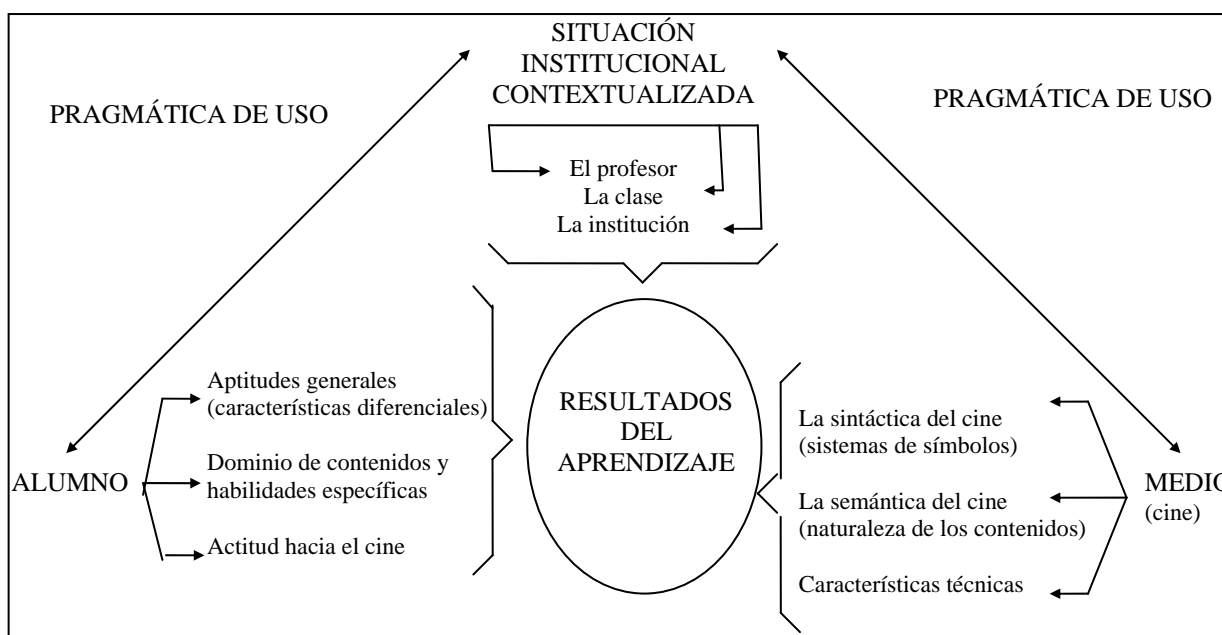 SITUACIÓN
INSTITUCIONAL
CONTEXTUALIZADA
PRAGMÁTICA DE USO
PRAGMÁTICA DE USO
El profesor
La clase
La institución
Aptitudes generales
(características diferenciales)
ALUMNO
Dominio de contenidos y
habilidades específicas
Actitud hacia el cine
RESULTADOS
DEL
APRENDIZAJE
La sintáctica del cine
(sistemas de símbolos)
La semántica del cine
(naturaleza de los contenidos)
Características técnicas
MEDIO
(cine)